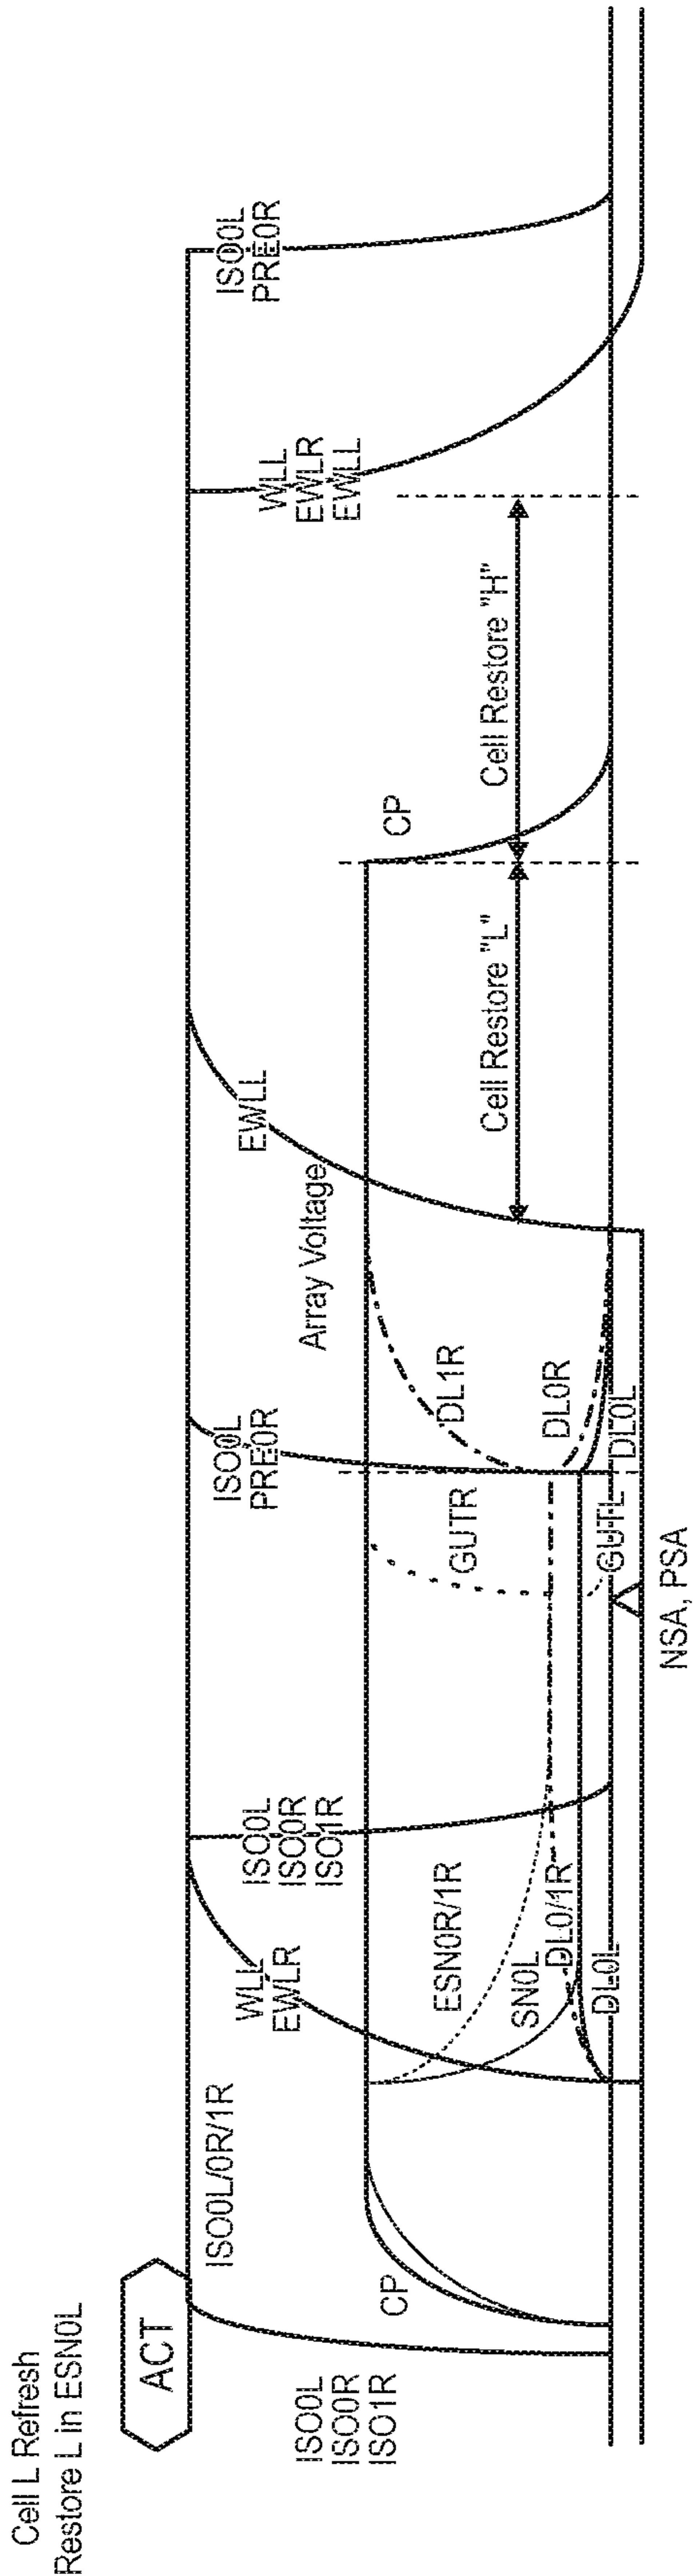 Cell L Refresh
Restore L in ESN0L
ACT
ISO0L
ISO0R
ISO1R
ISO0L/0R/1R
CP
WLL
EWLR
ISO0L
ISO0R
ISO1R
ESN0R/1R
SN0L
DL0/1R
DL0L
NSA, PSA
GUTR
GUTL
ISO0L
PRE0R
DL1R
DL0R
DL0L
Array Voltage
EWLL
Cell Restore "L"
CP
Cell Restore "H"
WLL
EWLR
EWLL
ISO0L
PRE0R